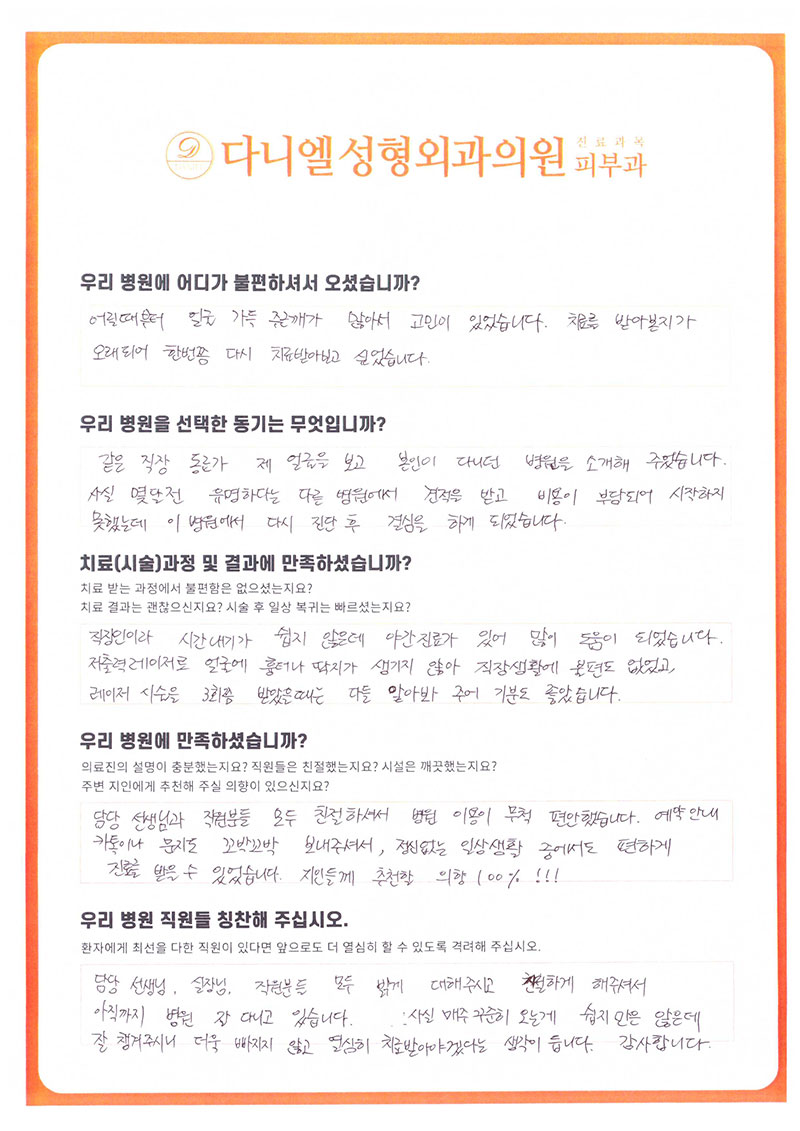 다니엘성형외과의원 진료과목 피부과
우리 병원에 어디가 불편하셔서 오셨습니까?
어릴때부터 얼굴 가득 주근깨가 많아서 고민이 있었습니다. 치료를 받아본지가
오래되어 한번쯤 다시 치료받아보고 싶었습니다.
우리 병원을 선택한 동기는 무엇입니까?
같은 직장 동료가 제 얼굴을 보고 본인이 다니던 병원을 소개해 주었습니다.
사실 몇달전 유명하다는 다른 병원에서 견적을 받고 비용이 부담되어 시작하지
못했는데 이 병원에서 다시 진단 후 결심을 하게 되었습니다.
치료(시술)과정 및 결과에 만족하셨습니까?
치료 받는 과정에서 불편함은 없으셨는지요?
치료 결과는 괜찮으신지요? 시술 후 일상 복귀는 빠르셨는지요?
직장인이라 시간내기가 쉽지 않은데 야간진료가 있어 많이 도움이 되었습니다.
저출력레이저로 얼굴에 흉터나 딱지가 생기지 않아 직장생활에 불편도 없었고
레이저 시술을 3회쯤 받았을때는 다들 알아봐 주어 기분도 좋았습니다.
우리 병원에 만족하셨습니까?
의료진의 설명이 충분했는지요? 직원들은 친절했는지요? 시설은 깨끗했는지요?
주변 지인에게 추천해 주실 의향이 있으신지요?
담당 선생님과 직원분들 모두 친절하셔서 병원 이용이 무척 편안했습니다. 예약안내
카톡이나 문자도 꼬박꼬박 보내주셔서, 정신없는 일상생활 중에서도 편하게
진료를 받을 수 있었습니다. 지인들께 추천할 의향 100% !!!
우리 병원 직원들 칭찬해 주십시오.
환자에게 최선을 다한 직원이 있다면 앞으로도 더 열심히 할 수 있도록 격려해 주십시오.
담당 선생님, 실장님, 직원분들 모두 밝게 대해주시고 친절하게 해주셔서
아직까지 병원 잘 다니고 있습니다. 사실 매주 꾸준히 오는게 쉽지만은 않은데
잘 챙겨주시니 더욱 빠지지 않고 열심히 치료받아야겠다는 생각이 듭니다. 감사합니다.